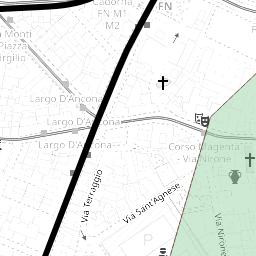 Cadorna
FN M1
M2
FN
a Monti
Piazza
irgilio
Largo D'Ancona
Largo D'Ancona
Largo D'Ancona
Corso Magenta
Via Nirone
Via Terraggio
Via Sant'Agnese
Via Nirone
P